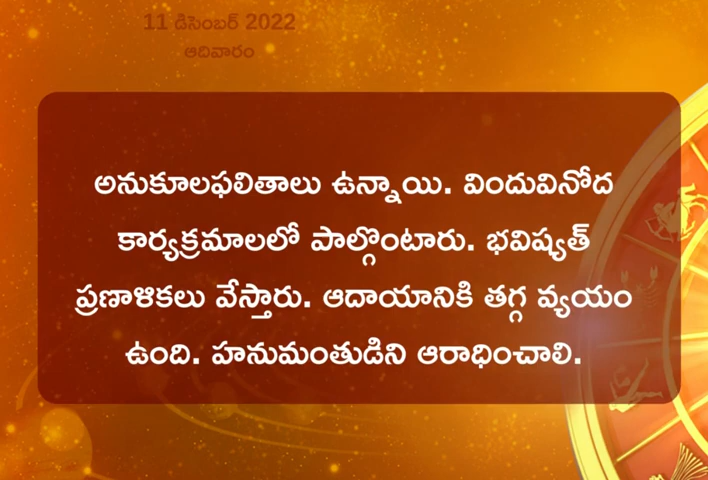 11 డిసెంబర్ 2022
ఆదివారం
అనుకూలఫలితాలు ఉన్నాయి. విందువినోద
కార్యక్రమాలలో పాల్గొంటారు. భవిష్యత్
ప్రణాళికలు వేస్తారు. ఆదాయానికి తగ్గ వ్యయం
ఉంది. హనుమంతుడిని ఆరాధించాలి.